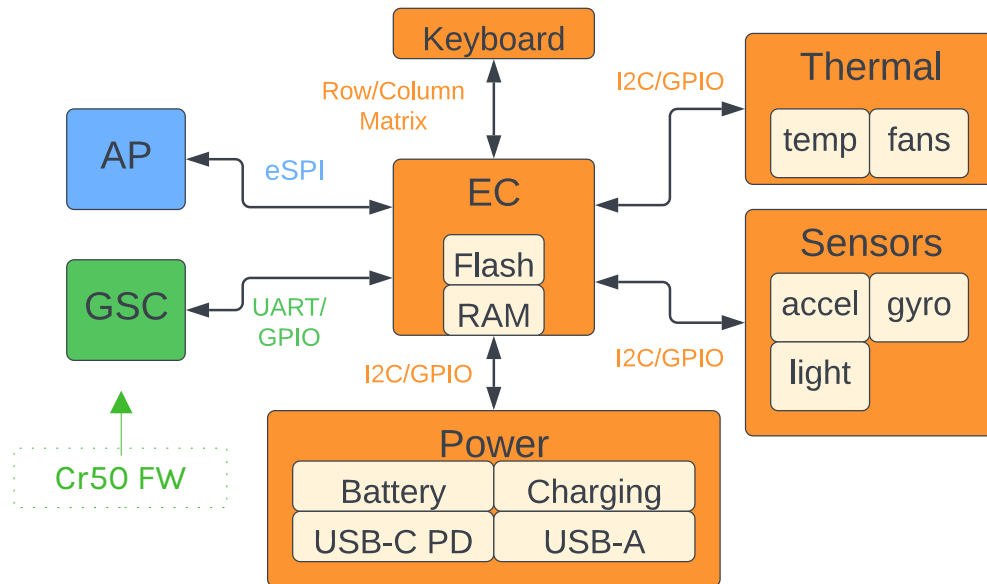 Keyboard
Row/Column
Matrix
I2C/GPIO
Thermal
temp
fans
AP
eSPI
EC
Flash
RAM
Sensors
accel
gyro
light
GSC
UART/
GPIO
I2C/GPIO
I2C/GPIO
Cr50 FW
Power
Battery
Charging
USB-C PD
USB-A